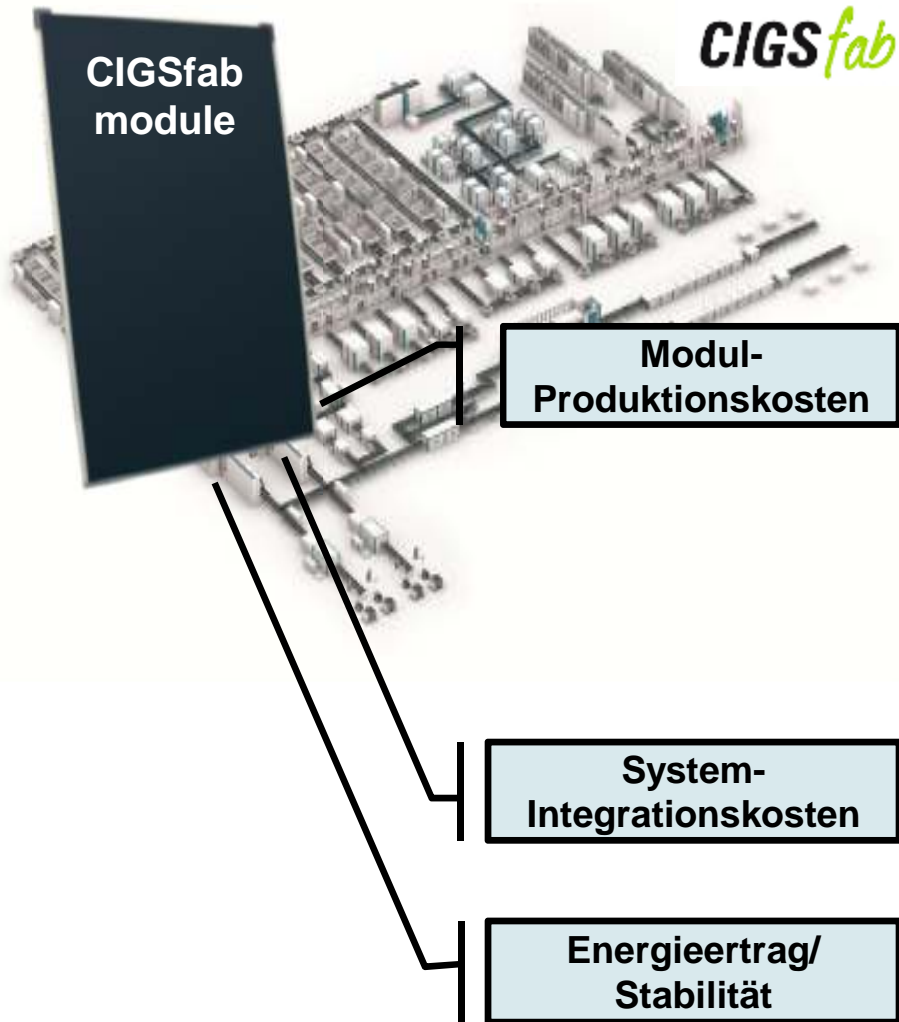 CIGSfab
CIGSfab
module
Modul-
Produktionskosten
System-
Integrationskosten
Energieertrag/
Stabilität